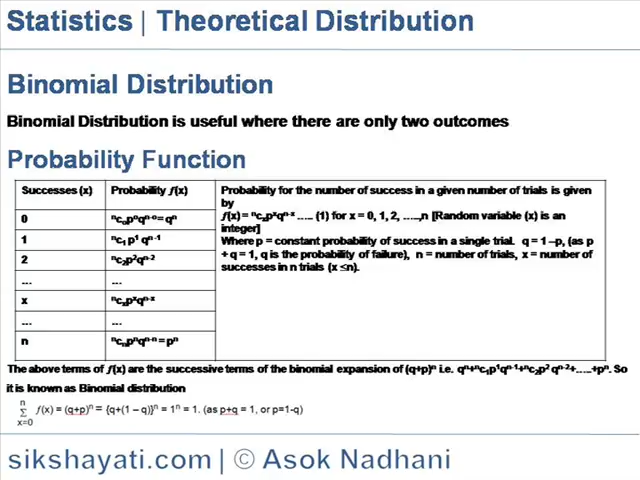 Statistics | Theoretical Distribution
Binomial Distribution
Binomial Distribution is useful where there are only two outcomes
Probability Function
Successes (x) Probability ƒ(x) Probability for the number of success in a given number of trials is given
by
0 ⁿc₀p⁰qⁿ⁻⁰= qⁿ ƒ(x) = ⁿcₓpˣqⁿ⁻ˣ ….. (1) for x = 0, 1, 2, …..,n [Random variable (x) is an
integer]
1 ⁿc₁ p¹ qⁿ⁻¹ Where p = constant probability of success in a single trial. q = 1 –p, (as p
2 ⁿc₂p²qⁿ⁻² + q = 1, q is the probability of failure), n = number of trials, x = number of
successes in n trials (x ≤n).
... ...
x ⁿcₓpˣqⁿ⁻ˣ
... ...
n ⁿcₙpⁿqⁿ⁻ⁿ = pⁿ
The above terms of ƒ(x) are the successive terms of the binomial expansion of (q+p)ⁿ i.e. qⁿ+ⁿc₁p¹qⁿ⁻¹+ⁿc₂p² qⁿ⁻²+…..+pⁿ. So
it is known as Binomial distribution
n
Σ ƒ(x) = (q+p)ⁿ = {q+(1 – q)}ⁿ = 1ⁿ = 1. (as p+q = 1, or p=1-q)
x=0
sikshayati.com | © Asok Nadhani